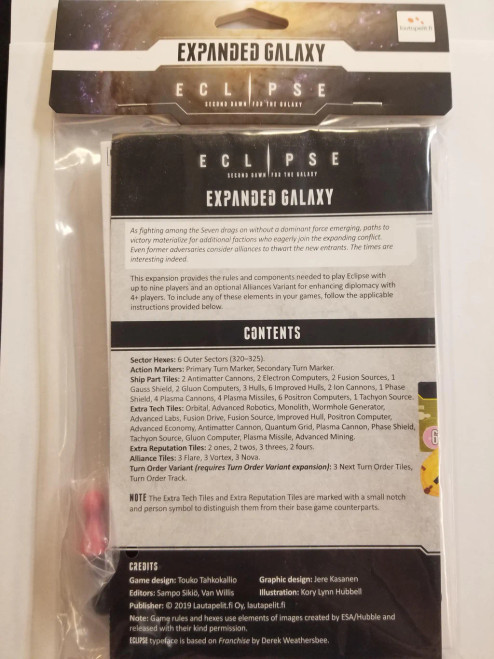 lautapelit.fi
EXPANDED GALAXY
ECLIPSE
SECOND DAWN FOR THE GALAXY
ECLIPSE
SECOND DAWN FOR THE GALAXY
EXPANDED GALAXY
As fighting among the Seven drags on without a dominant force emerging, paths to
victory materialize for additional factions who eagerly join the expanding conflict.
Even former adversaries consider alliances to thwart the new entrants. The times are
interesting indeed.
This expansion provides the rules and components needed to play Eclipse with
up to nine players and an optional Alliances Variant for enhancing diplomacy with
4+ players. To include any of these elements in your games, follow the applicable
instructions provided below.
CONTENTS
Sector Hexes: 6 Outer Sectors (320–325).
Action Markers: Primary Turn Marker, Secondary Turn Marker.
Ship Part Tiles: 2 Antimatter Cannons, 2 Electron Computers, 2 Fusion Sources, 1
Gauss Shield, 2 Gluon Computers, 3 Hulls, 6 Improved Hulls, 2 Ion Cannons, 1 Phase
Shield, 4 Plasma Cannons, 4 Plasma Missiles, 6 Positron Computers, 1 Tachyon Source.
Extra Tech Tiles: Orbital, Advanced Robotics, Monolith, Wormhole Generator,
Advanced Labs, Fusion Drive, Fusion Source, Improved Hull, Positron Computer,
Advanced Economy, Antimatter Cannon, Quantum Grid, Plasma Cannon, Phase Shield,
Tachyon Source, Gluon Computer, Plasma Missile, Advanced Mining.
Extra Reputation Tiles: 2 ones, 2 twos, 3 threes, 2 fours.
Alliance Tiles: 3 Flare, 3 Vortex, 3 Nova.
Turn Order Variant (requires Turn Order Variant expansion): 3 Next Turn Order Tiles,
Turn Order Track.
NOTE The Extra Tech Tiles and Extra Reputation Tiles are marked with a small notch
and person symbol to distinguish them from their base game counterparts.
CREDITS
Game design: Touko Tahkokallio Graphic design: Jere Kasanen
Editors: Sampo Sikiö, Van Willis Illustration: Kory Lynn Hubbell
Publisher: © 2019 Lautapelit.fi Oy, lautapelit.fi
Note: Game rules and hexes use elements of images created by ESA/Hubble and
released with their kind permission.
ECLIPSE typeface is based on Franchise by Derek Weathersbee.